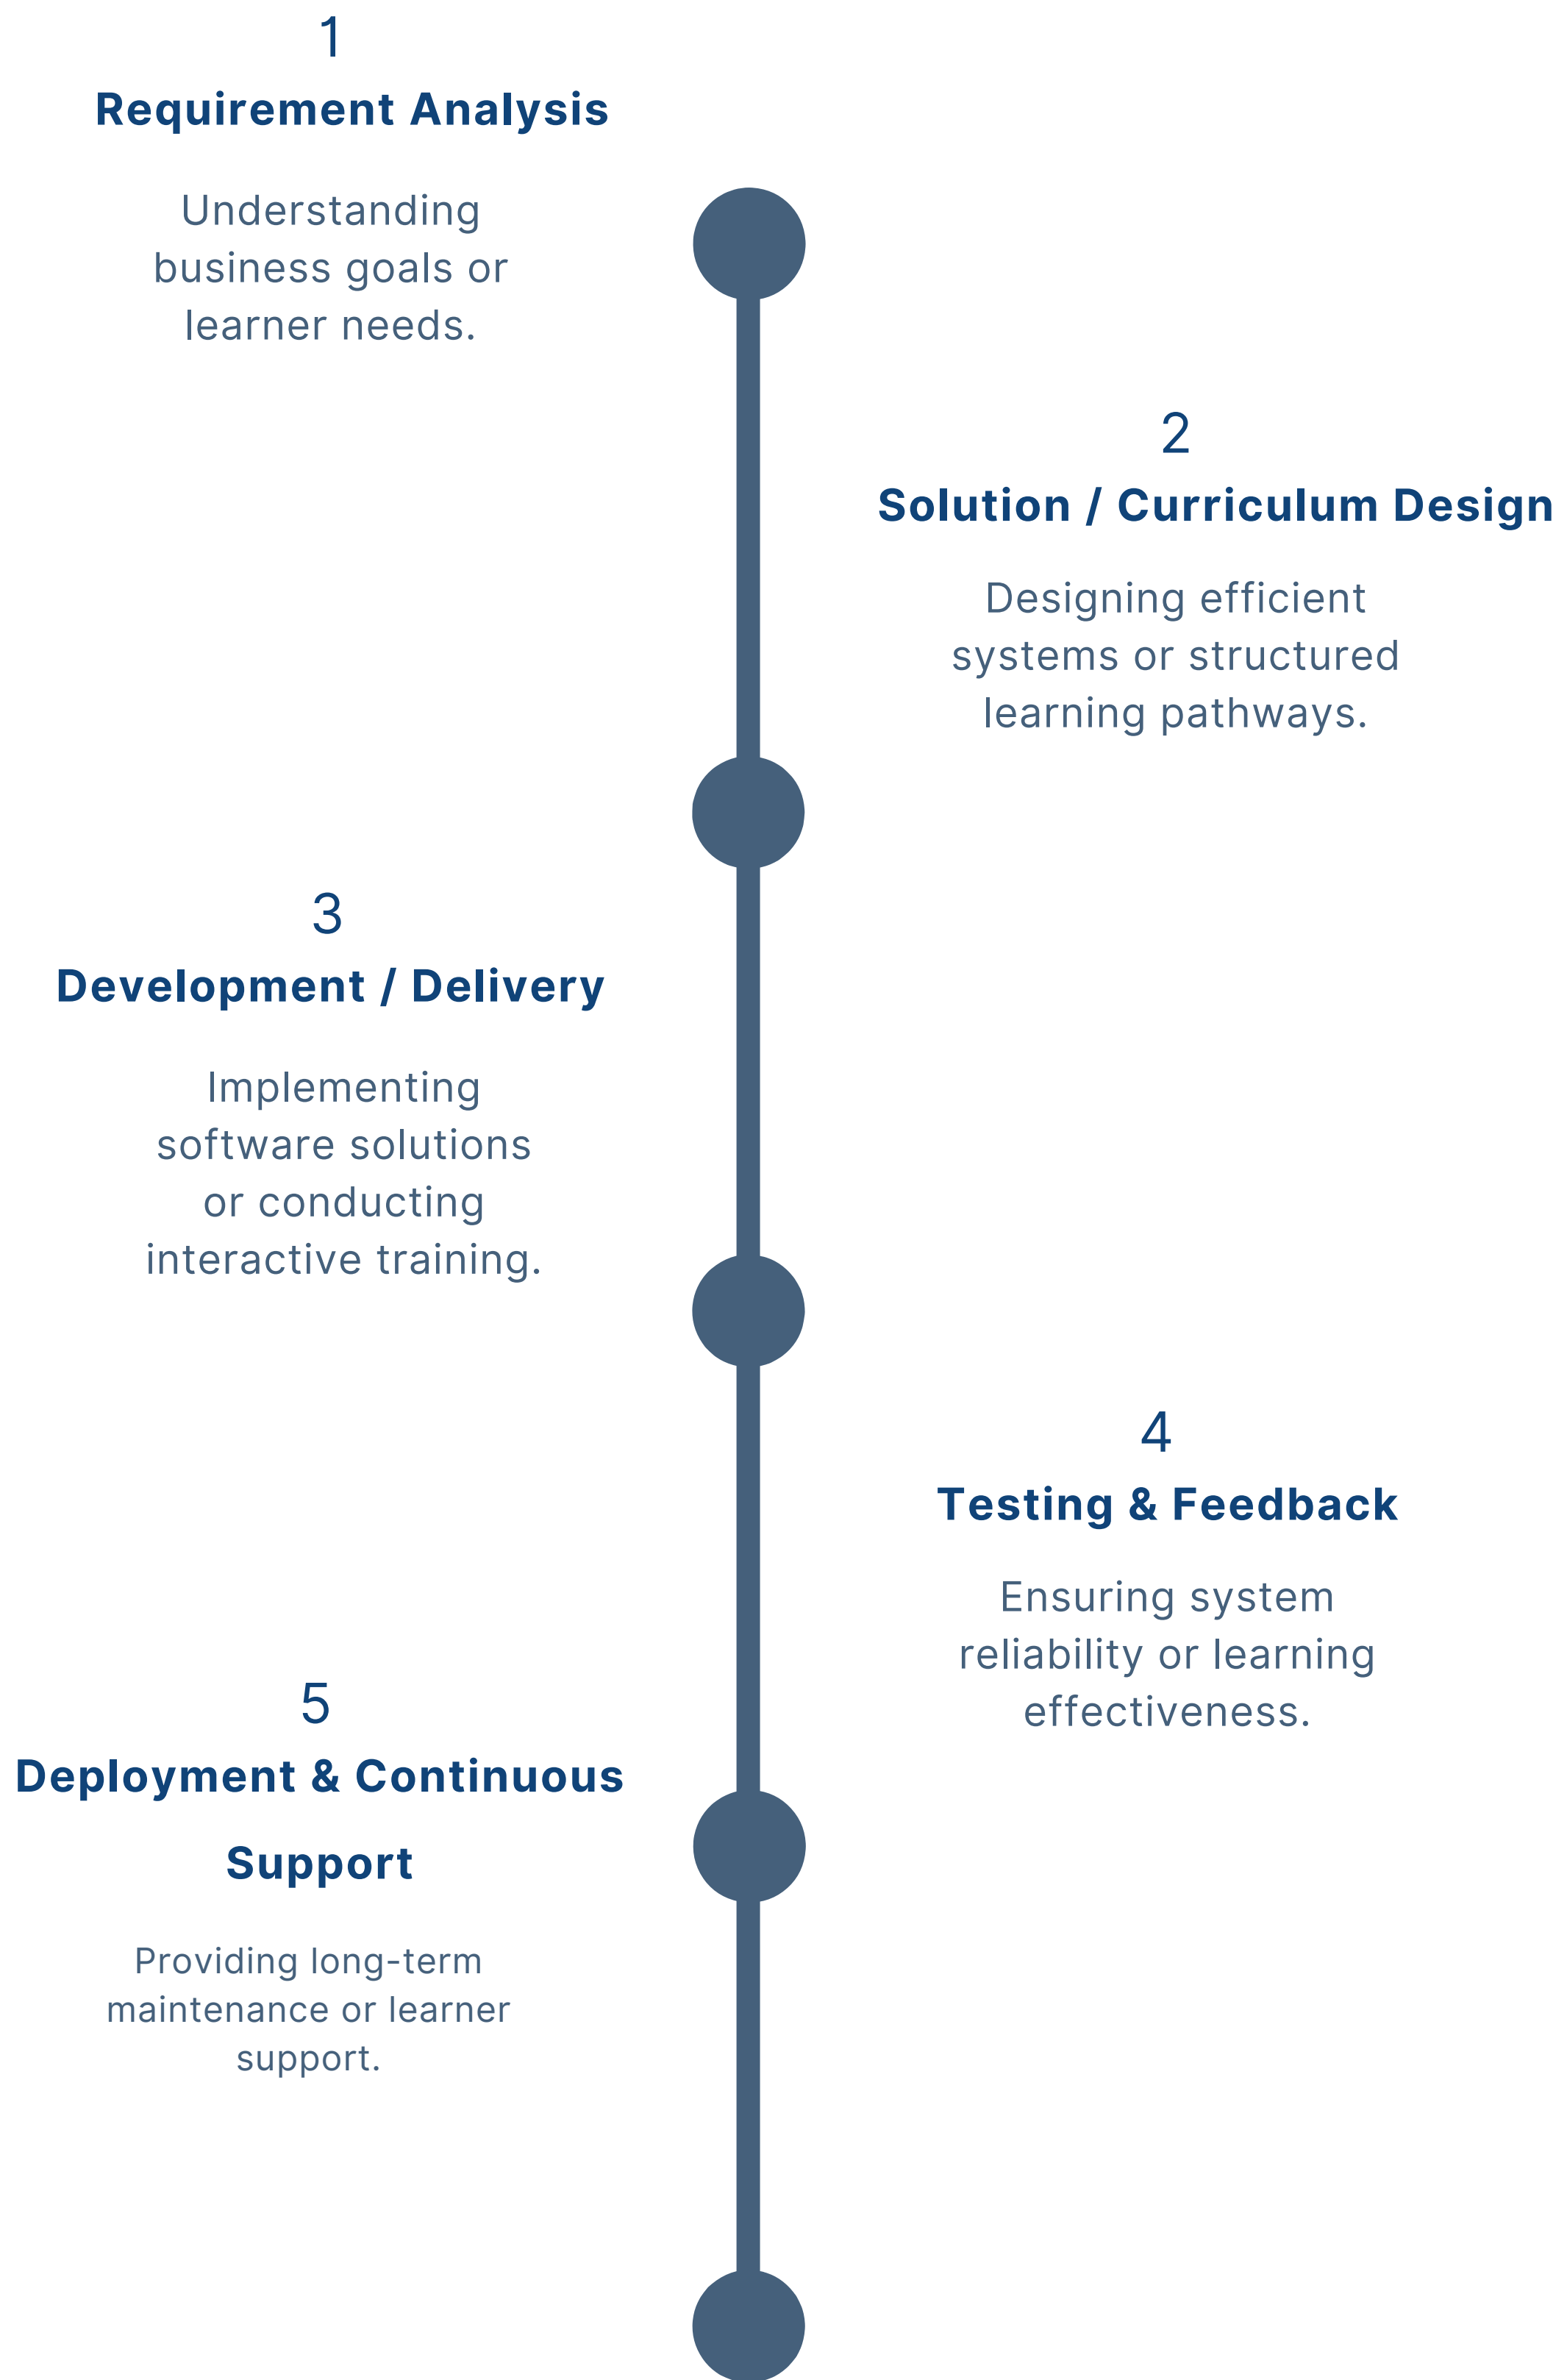 1
Requirement Analysis
Understanding
business goals or
learner needs.
2
Solution / Curriculum Design
Designing efficient
systems or structured
learning pathways.
3
Development / Delivery
Implementing
software solutions
or conducting
interactive training.
4
Testing & Feedback
Ensuring system
reliability or learning
effectiveness.
5
Deployment & Continuous
Support
Providing long-term
maintenance or learner
support.